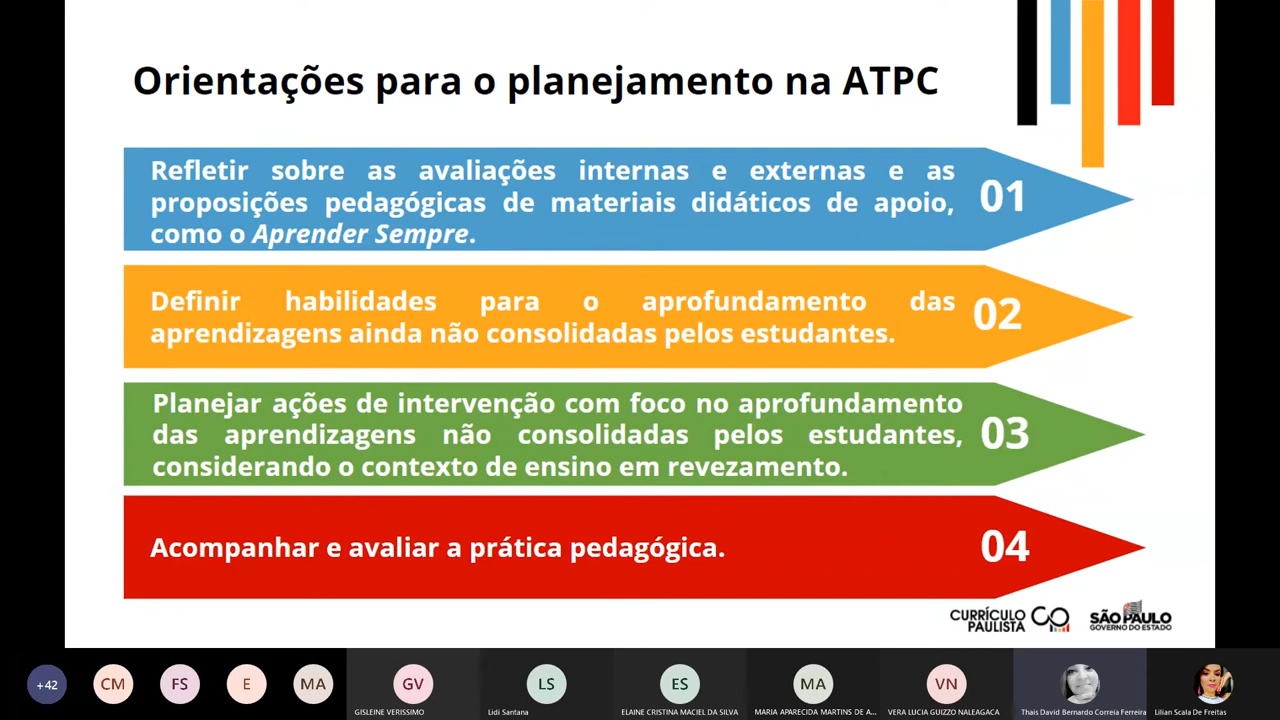 Orientações para o planejamento na ATPC
Refletir sobre as avaliações internas e externas e as
proposições pedagógicas de materiais didáticos de apoio,
como o Aprender Sempre.
01
Definir habilidades para o aprofundamento das
aprendizagens ainda não consolidadas pelos estudantes.
02
Planejar ações de intervenção com foco no aprofundamento
das aprendizagens não consolidadas pelos estudantes,
considerando o contexto de ensino em revezamento.
03
Acompanhar e avaliar a prática pedagógica.
04
CURRÍCULO
PAULISTA
SÃO PAULO
GOVERNO DO ESTADO
+42
CM
FS
E
MA
GV
LS
ES
MA
VN
GISLEINE VERISSIMO
Lidi Santana
ELAINE CRISTINA MACIEL DA SILVA
MARIA APARECIDA MARTINS DE A...
VERA LUCIA GUIZZO NALEAGACA
Thais David Bernardo Correia Ferreira
Lilian Scala De Freitas